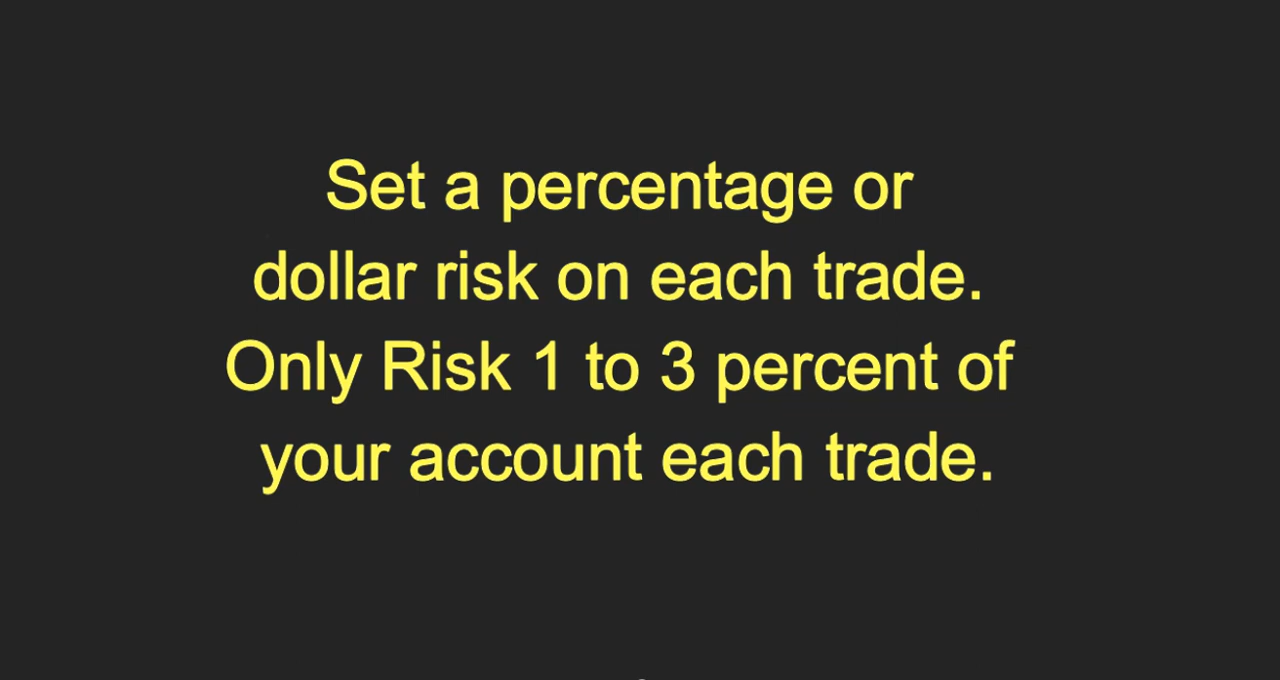 Set a percentage or
dollar risk on each trade.
Only Risk 1 to 3 percent of
your account each trade.